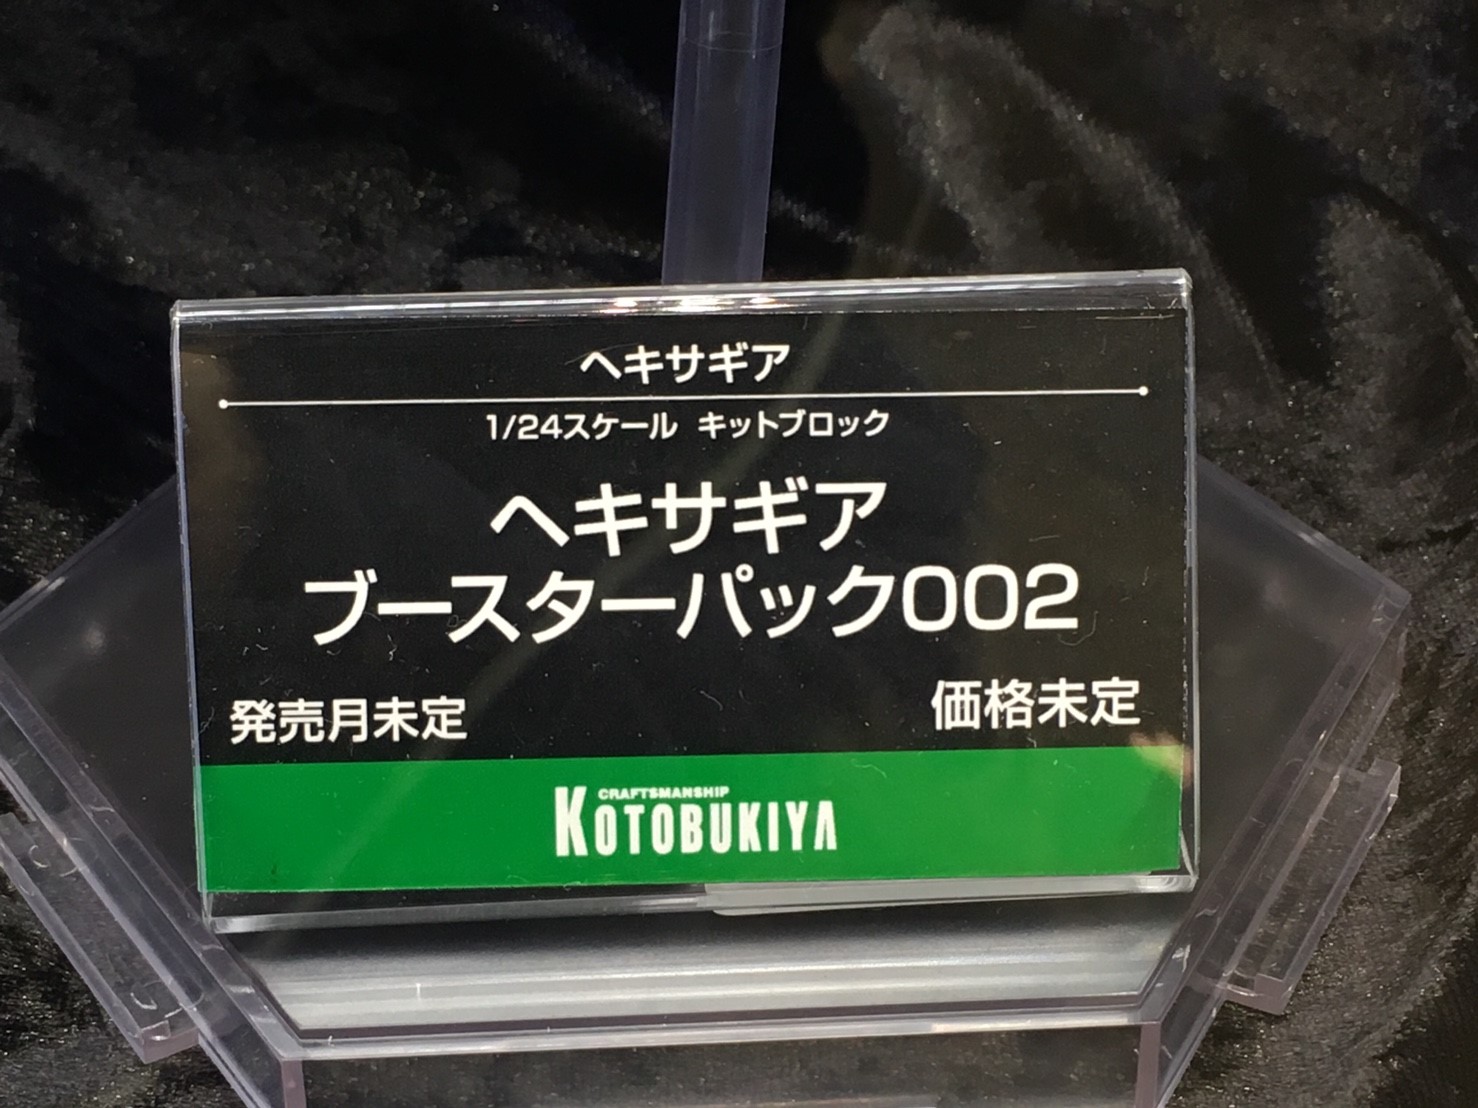 ヘキサギア
1/24スケール キットブロック
ヘキサギア
ブースターパック002
発売月未定 価格未定
CRAFTSMANSHIP
KOTOBUKIYA